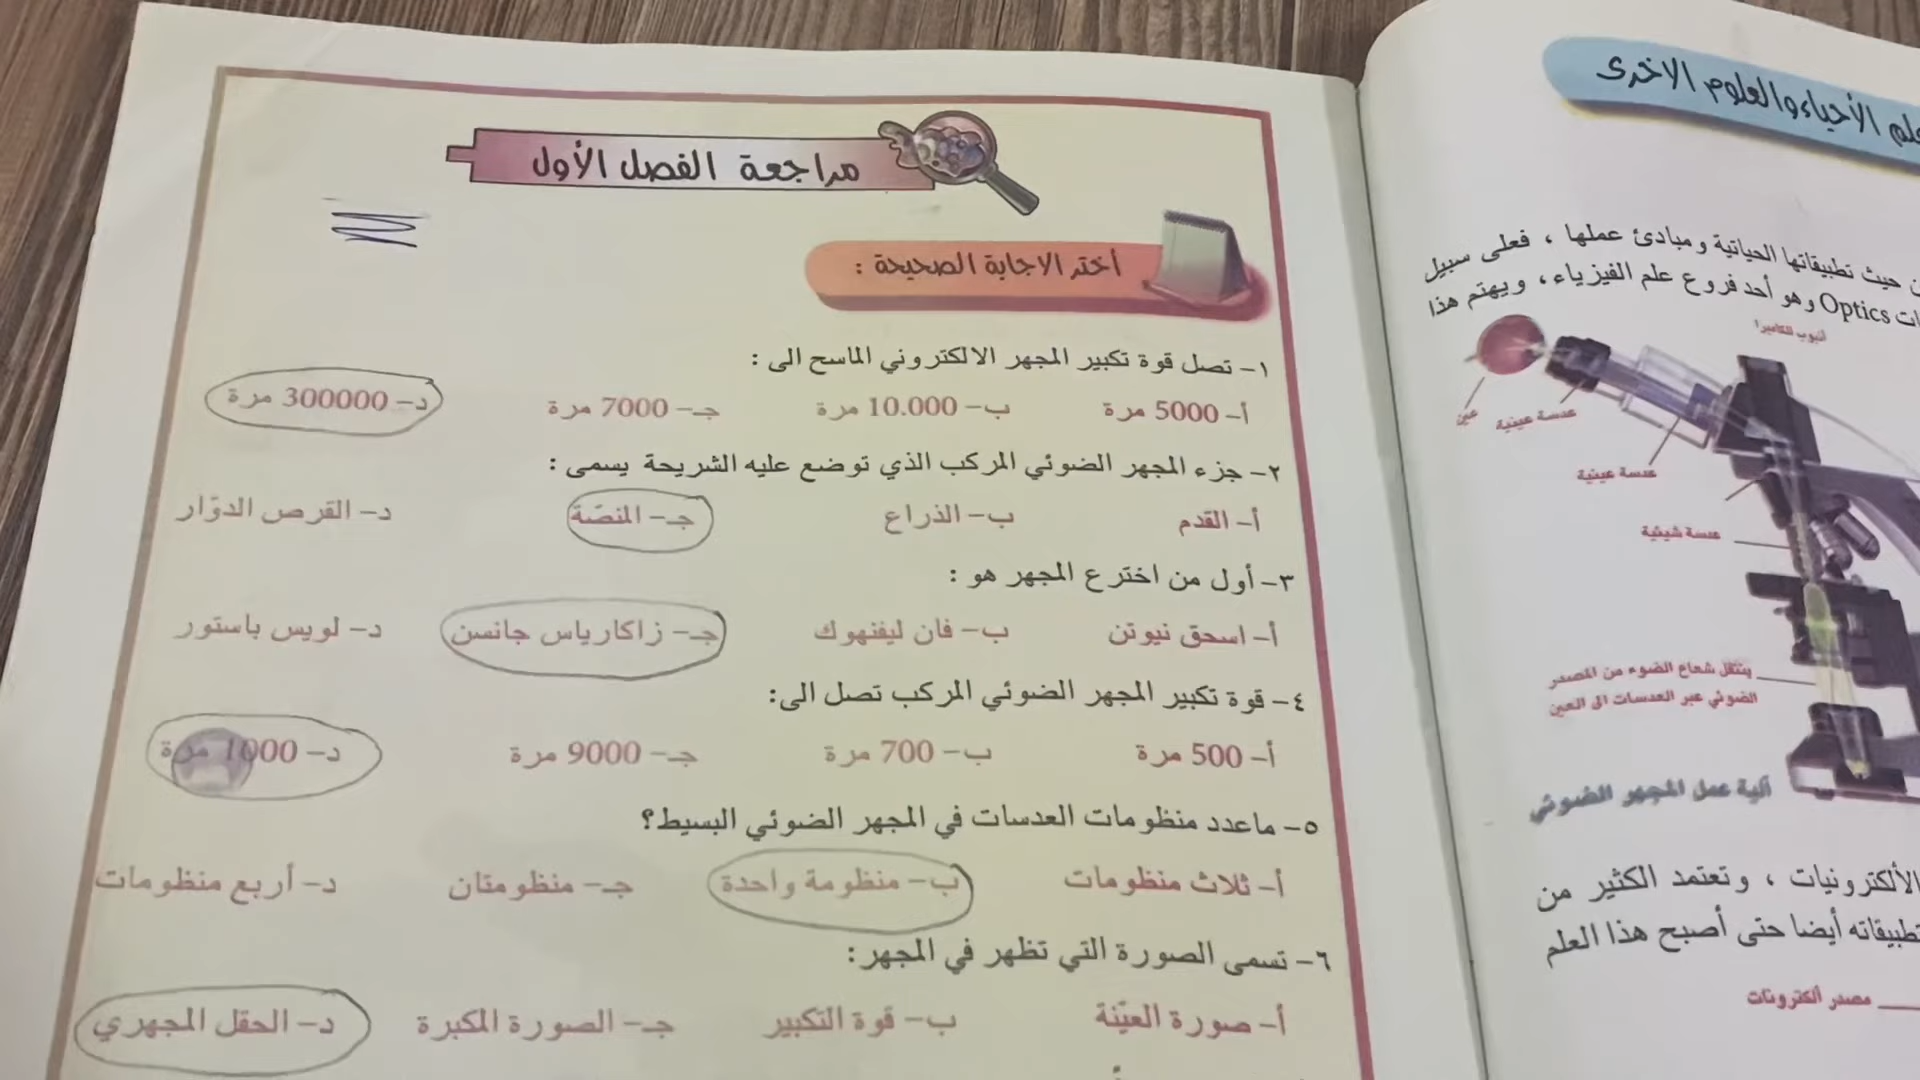 مراجعة الفصل الأول
أختر الاجابة الصحيحة :
١- تصل قوة تكبير المجهر الالكتروني الماسح الى :
أ- 5000 مرة ب- 10.000 مرة جـ- 7000 مرة د- 300000 مرة
٢- جزء المجهر الضوئي المركب الذي توضع عليه الشريحة يسمى :
أ- القدم ب- الذراع جـ- المنصّة د- القرص الدوّار
٣- أول من اخترع المجهر هو :
أ- اسحق نيوتن ب- فان ليفنهوك جـ- زاكارياس جانسن د- لويس باستور
٤- قوة تكبير المجهر الضوئي المركب تصل الى:
أ- 500 مرة ب- 700 مرة جـ- 9000 مرة د- 1000 مرة
٥- ماعدد منظومات العدسات في المجهر الضوئي البسيط؟
أ- ثلاث منظومات ب- منظومة واحدة جـ- منظومتان د- أربع منظومات
٦- تسمى الصورة التي تظهر في المجهر:
أ- صورة العيّنة ب- قوة التكبير جـ- الصورة المكبرة د- الحقل المجهري
علم الأحياء والعلوم الاخرى
حيث تطبيقاتها الحياتية ومبادئ عملها ، فعلى سبيل
Optics وهو أحد فروع علم الفيزياء ، ويهتم هذا
أنبوب الكاميرا
عين
عدسة عينية
عدسة عينية
عدسة شيئية
ينتقل شعاع الضوء من المصدر
الضوئي عبر العدسات الى العين
آلية عمل المجهر الضوئي
الألكترونيات ، وتعتمد الكثير من
تطبيقاته أيضا حتى أصبح هذا العلم
مصدر ألكترونات